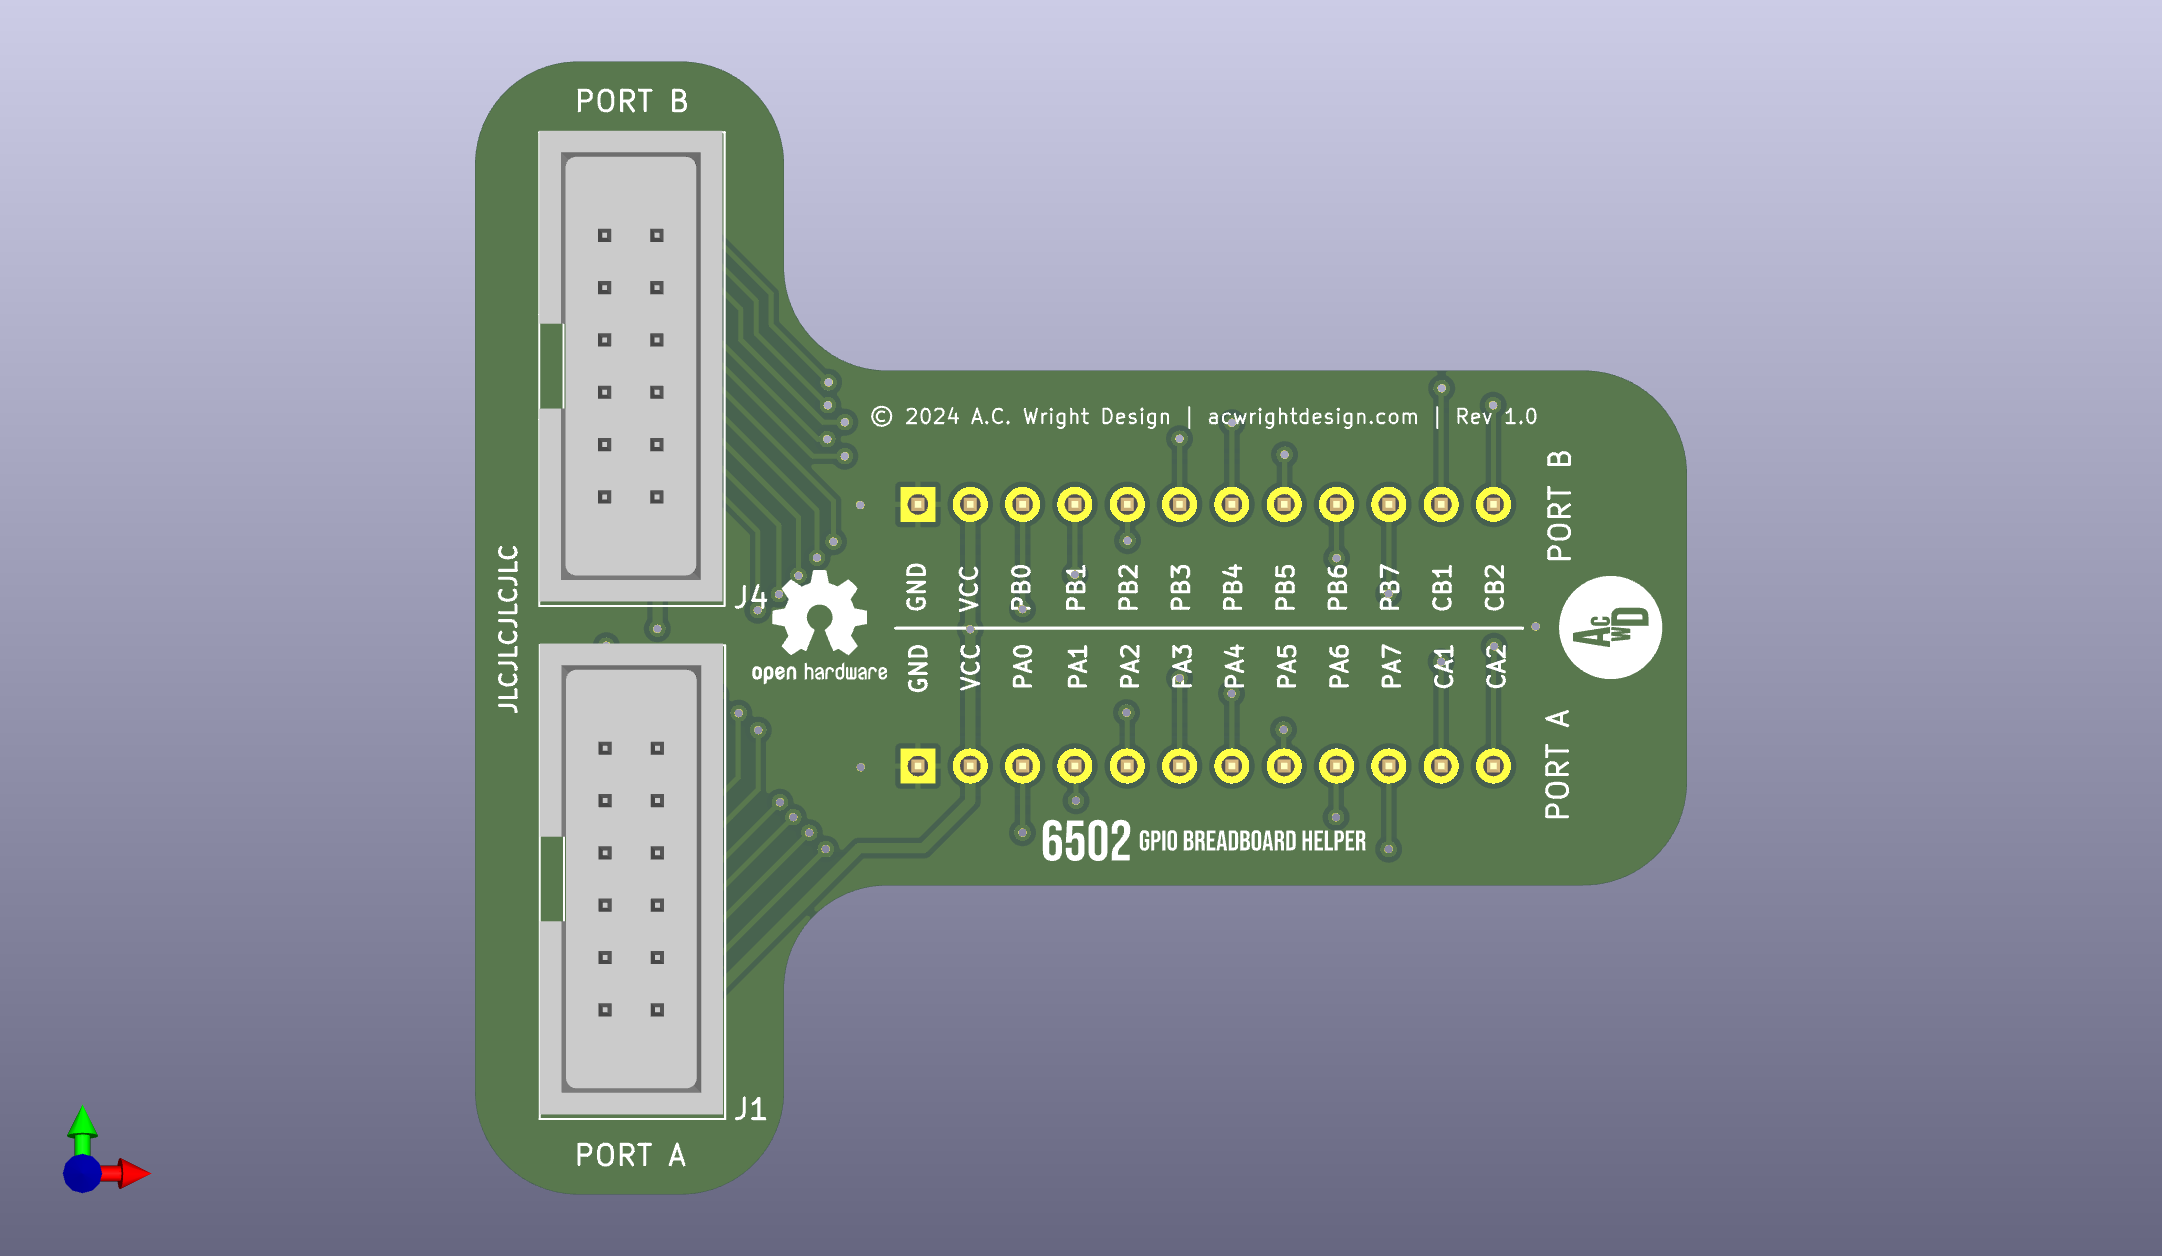 PORT B
© 2024 A.C. Wright Design | acwrightdesign.com | Rev 1.0
PORT B
GND VCC PB0 PB1 PB2 PB3 PB4 PB5 PB6 PB7 CB1 CB2
J4
JLCJLCJLCJLC
open hardware
ACWD
GND VCC PA0 PA1 PA2 PA3 PA4 PA5 PA6 PA7 CA1 CA2
PORT A
6502 GPIO BREADBOARD HELPER
J1
PORT A